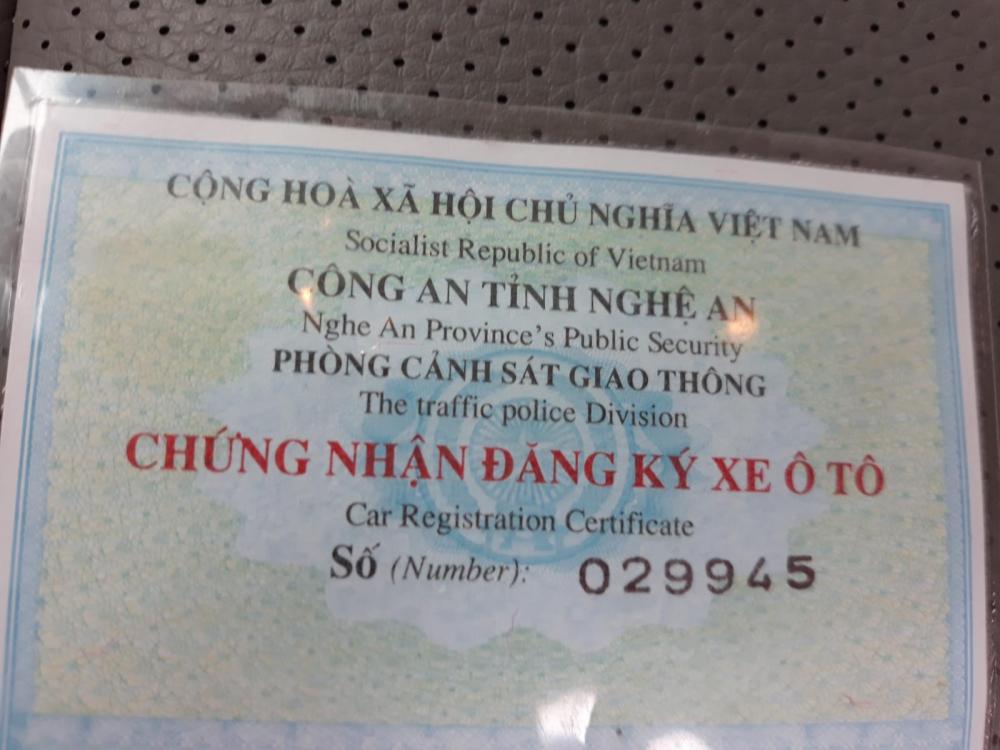 CỘNG HOÀ XÃ HỘI CHỦ NGHĨA VIỆT NAM
Socialist Republic of Vietnam
CÔNG AN TỈNH NGHỆ AN
Nghe An Province's Public Security
PHÒNG CẢNH SÁT GIAO THÔNG
The traffic police Division
CHỨNG NHẬN ĐĂNG KÝ XE Ô TÔ
Car Registration Certificate
Số (Number): 029945